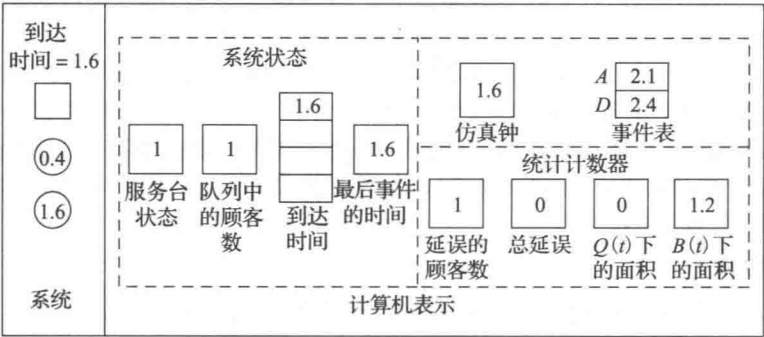 到达
时间=1.6
0.4
1.6
系统
系统状态
1
服务台
状态
1
队列中
的顾客
数
1.6
到达
时间
1.6
最后事件
的时间
1.6
仿真钟
A 2.1
D 2.4
事件表
统计计数器
1
延误的
顾客数
0
总延误
0
Q(t)下
的面积
1.2
B(t)下
的面积
计算机表示